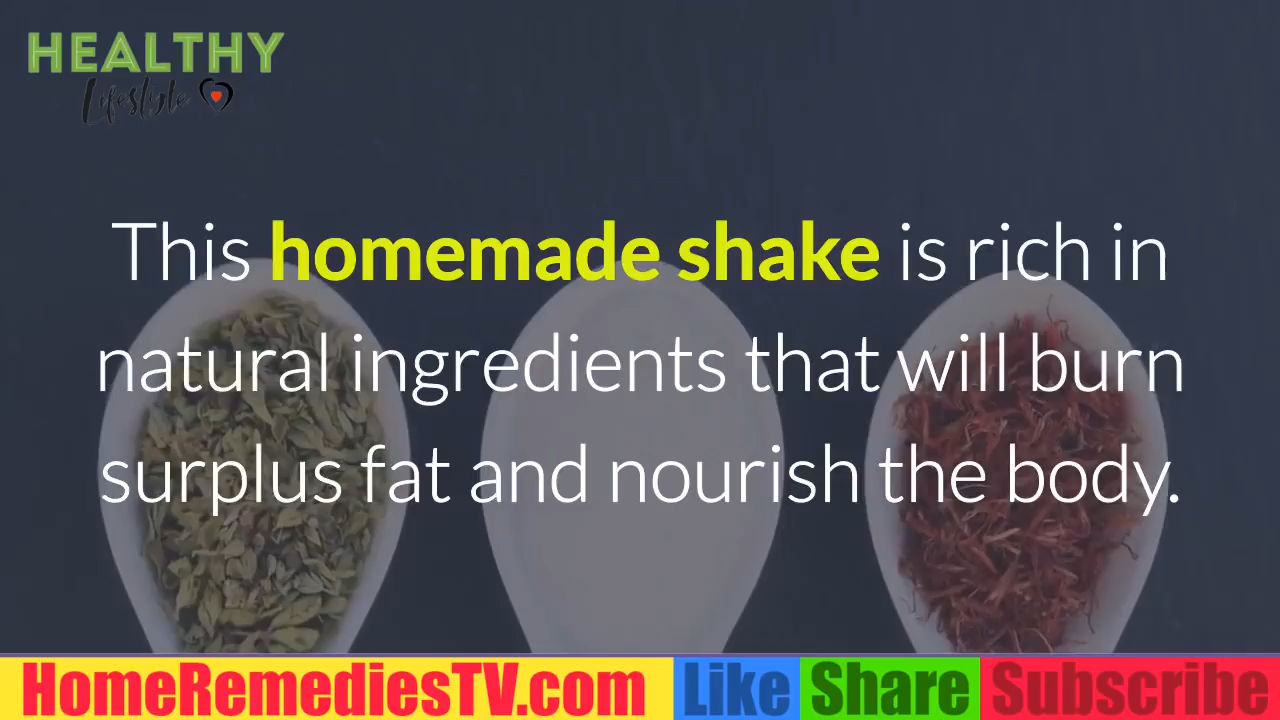 HEALTHY
Lifestyle
This homemade shake is rich in
natural ingredients that will burn
surplus fat and nourish the body.
HomeRemediesTV.com Like Share Subscribe